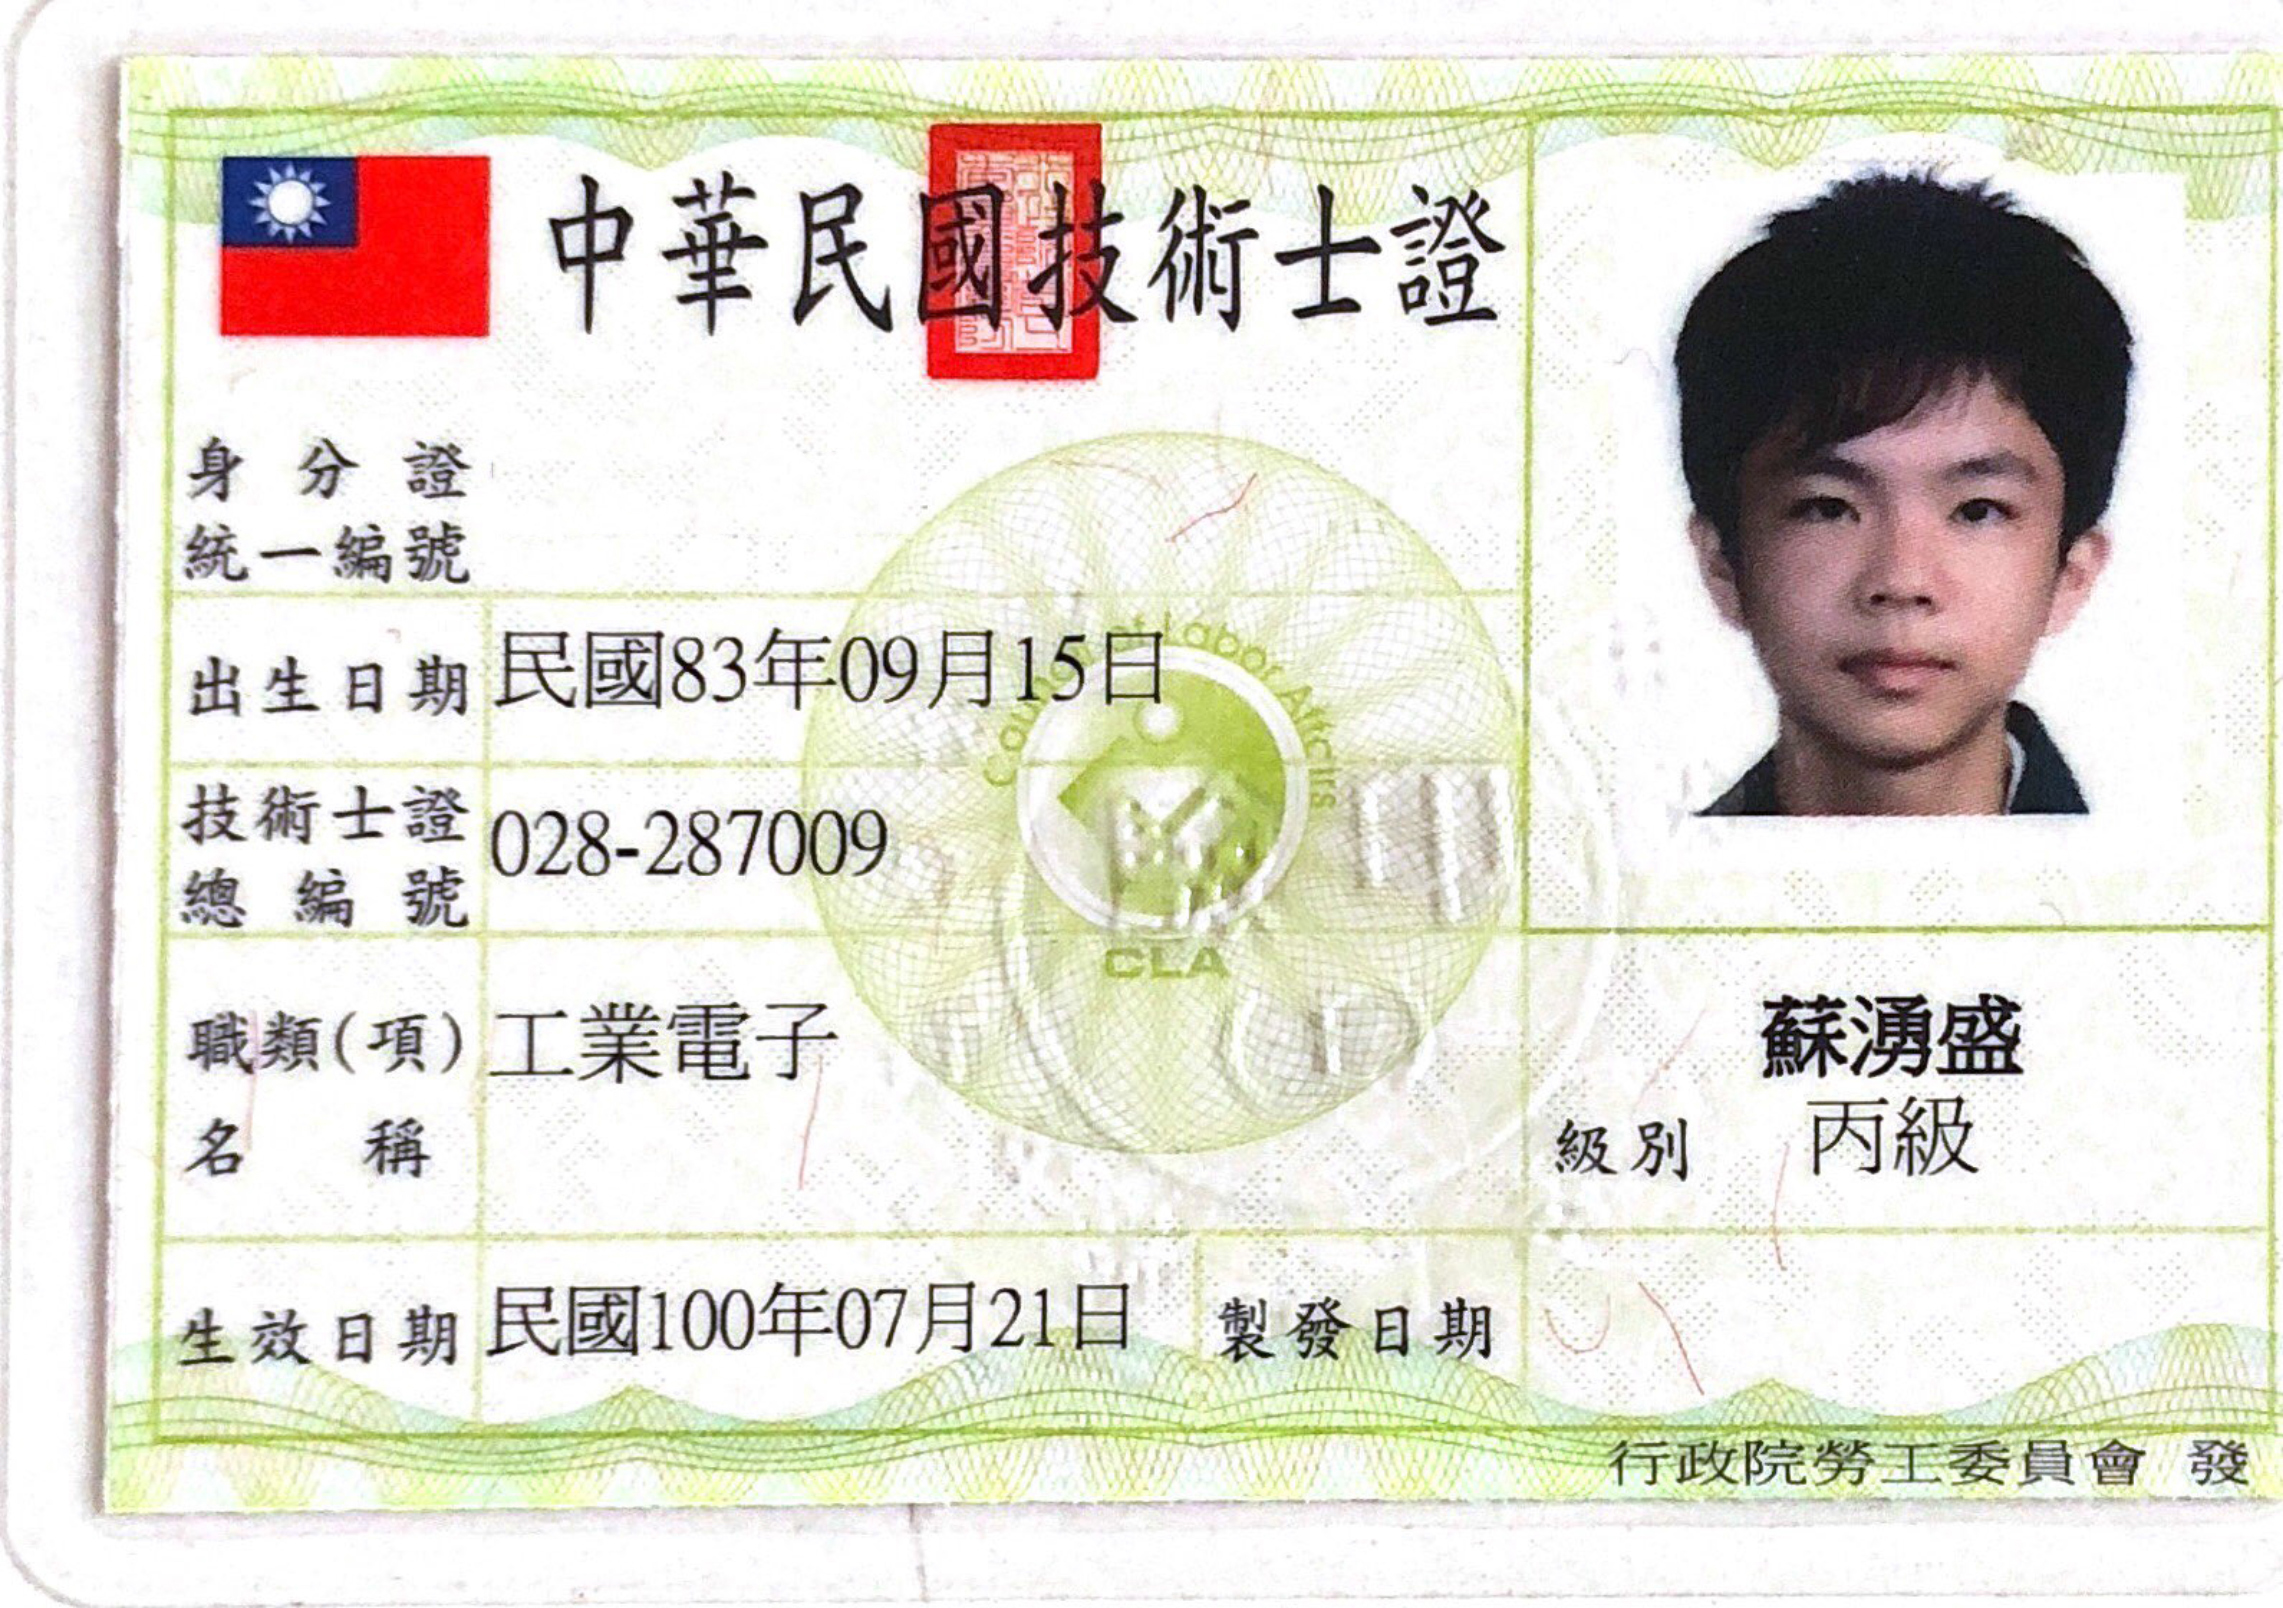 中華民國技術士證
身分證
統一編號
出生日期 民國83年09月15日
技術士證
總編號 028-287009
職類(項) 工業電子
名稱
蘇湧盛
級別 丙級
生效日期 民國100年07月21日 製發日期
行政院勞工委員會 發
Council of Labor Affairs
CLA